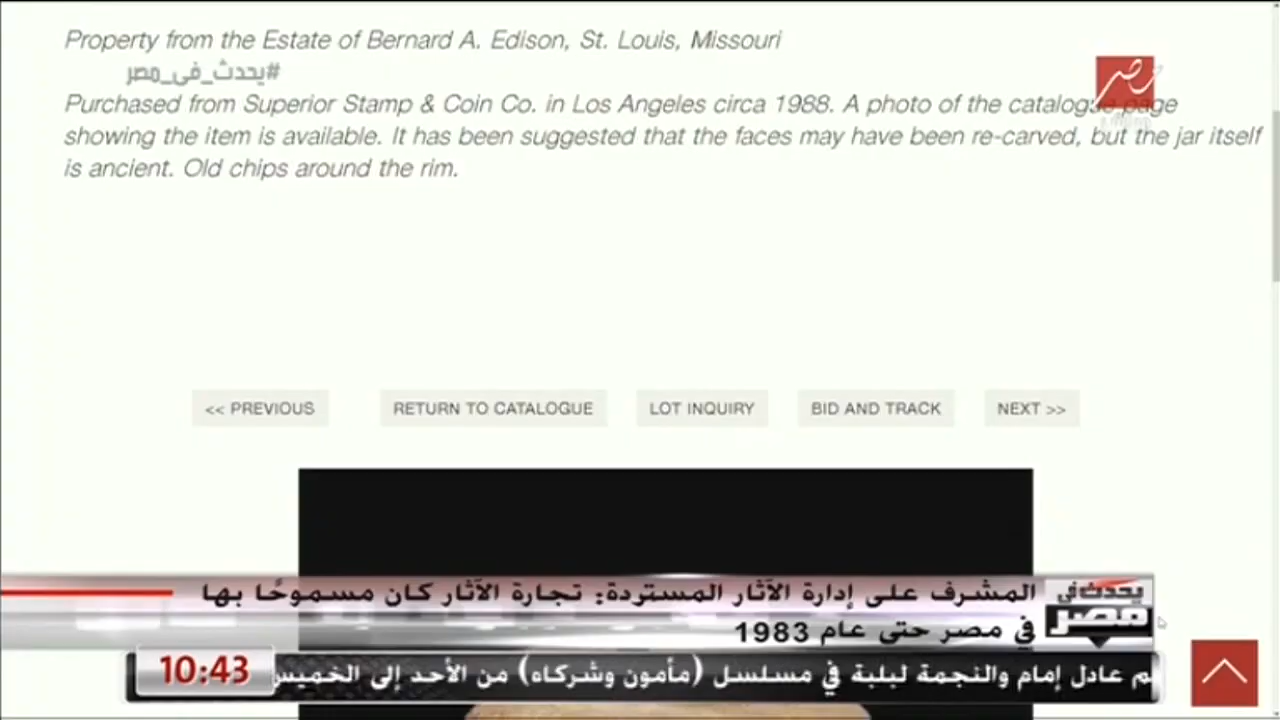 Property from the Estate of Bernard A. Edison, St. Louis, Missouri
#يحدث_في_مصر
مصر
Purchased from Superior Stamp & Coin Co. in Los Angeles circa 1988. A photo of the catalogue page
showing the item is available. It has been suggested that the faces may have been re-carved, but the jar itself
is ancient. Old chips around the rim.
<< PREVIOUS
RETURN TO CATALOGUE
LOT INQUIRY
BID AND TRACK
NEXT >>
المشرف على إدارة الآثار المستردة: تجارة الآثار كان مسموحًا بها
في مصر حتى عام 1983
يحدث في
مصر
عادل إمام والنجمة لبلبة في مسلسل (مأمون وشركاه) من الأحد إلى الخميس
10:43